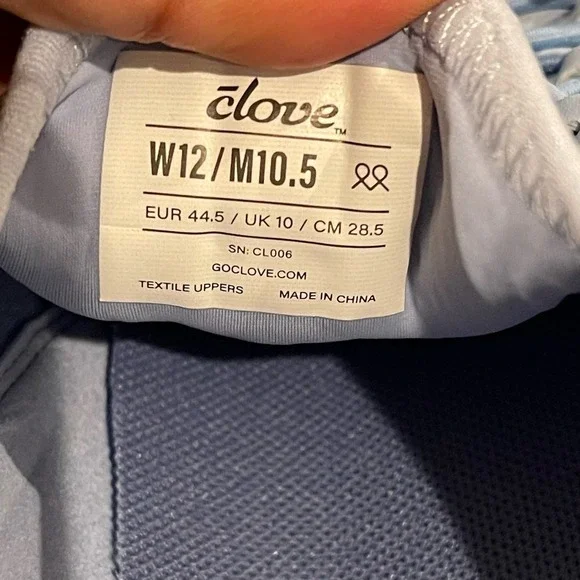 clove™
W12/M10.5
EUR 44.5 / UK 10 / CM 28.5
SN: CL006
GOCLOVE.COM
TEXTILE UPPERS MADE IN CHINA